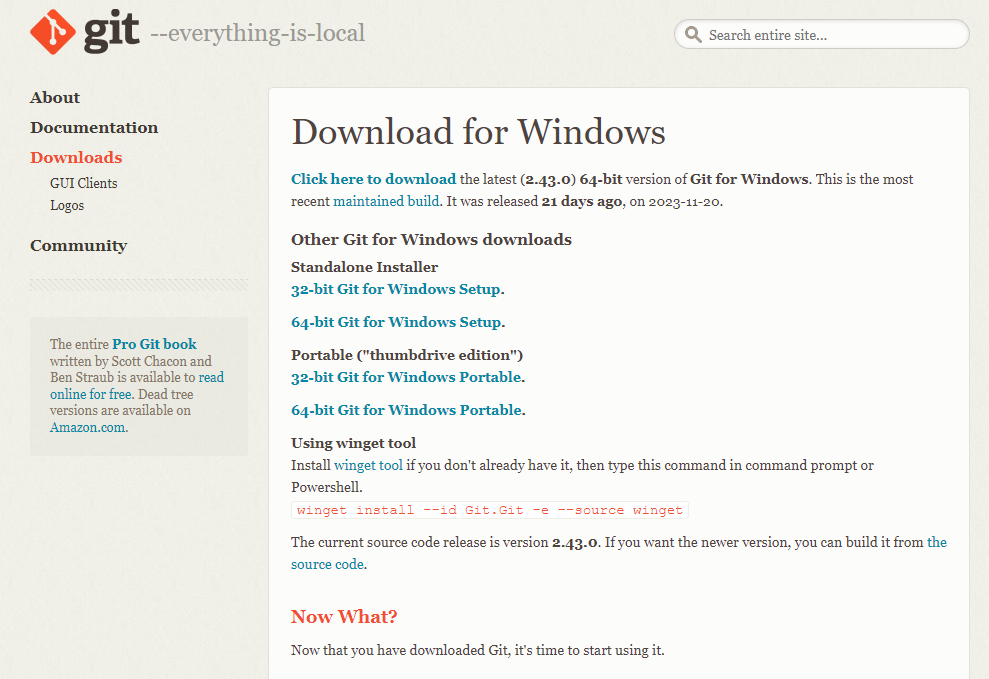 git --everything-is-local
Search entire site...
About
Documentation
Downloads
GUI Clients
Logos
Community
The entire Pro Git book
written by Scott Chacon and
Ben Straub is available to read
online for free. Dead tree
versions are available on
Amazon.com.
Download for Windows
Click here to download the latest (2.43.0) 64-bit version of Git for Windows. This is the most
recent maintained build. It was released 21 days ago, on 2023-11-20.
Other Git for Windows downloads
Standalone Installer
32-bit Git for Windows Setup.
64-bit Git for Windows Setup.
Portable ("thumbdrive edition")
32-bit Git for Windows Portable.
64-bit Git for Windows Portable.
Using winget tool
Install winget tool if you don't already have it, then type this command in command prompt or
Powershell.
winget install --id Git.Git -e --source winget
The current source code release is version 2.43.0. If you want the newer version, you can build it from the
source code.
Now What?
Now that you have downloaded Git, it's time to start using it.